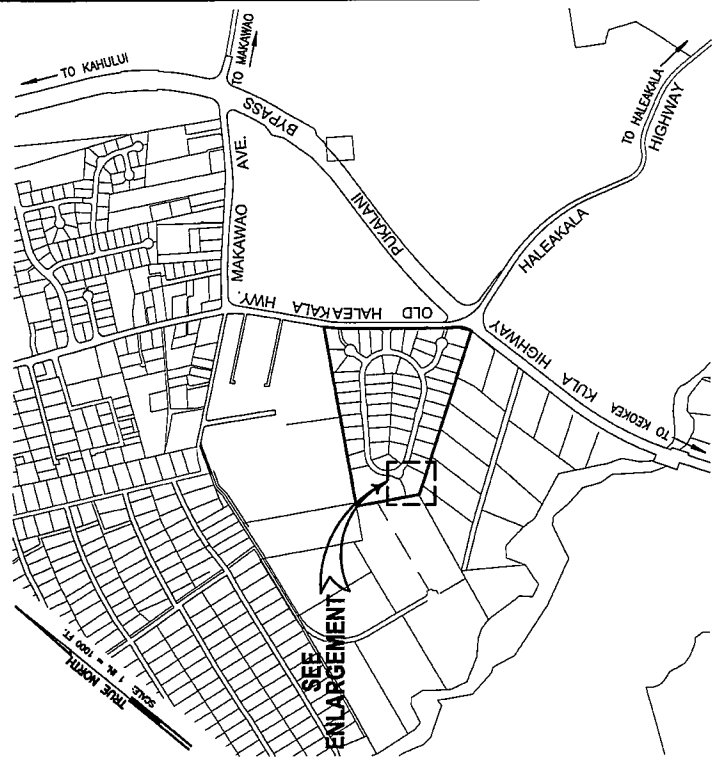 TO KAHULUI
TO MAKAWAO
BYPASS
PUKALANI
MAKAWAO AVE.
OLD HALEAKALA HWY.
TO HALEAKALA
HIGHWAY
HALEAKALA
KULA HIGHWAY
TO KEOKEA
SEE
ENLARGEMENT
TRUE NORTH
SCALE: 1 IN. = 1000 FT.